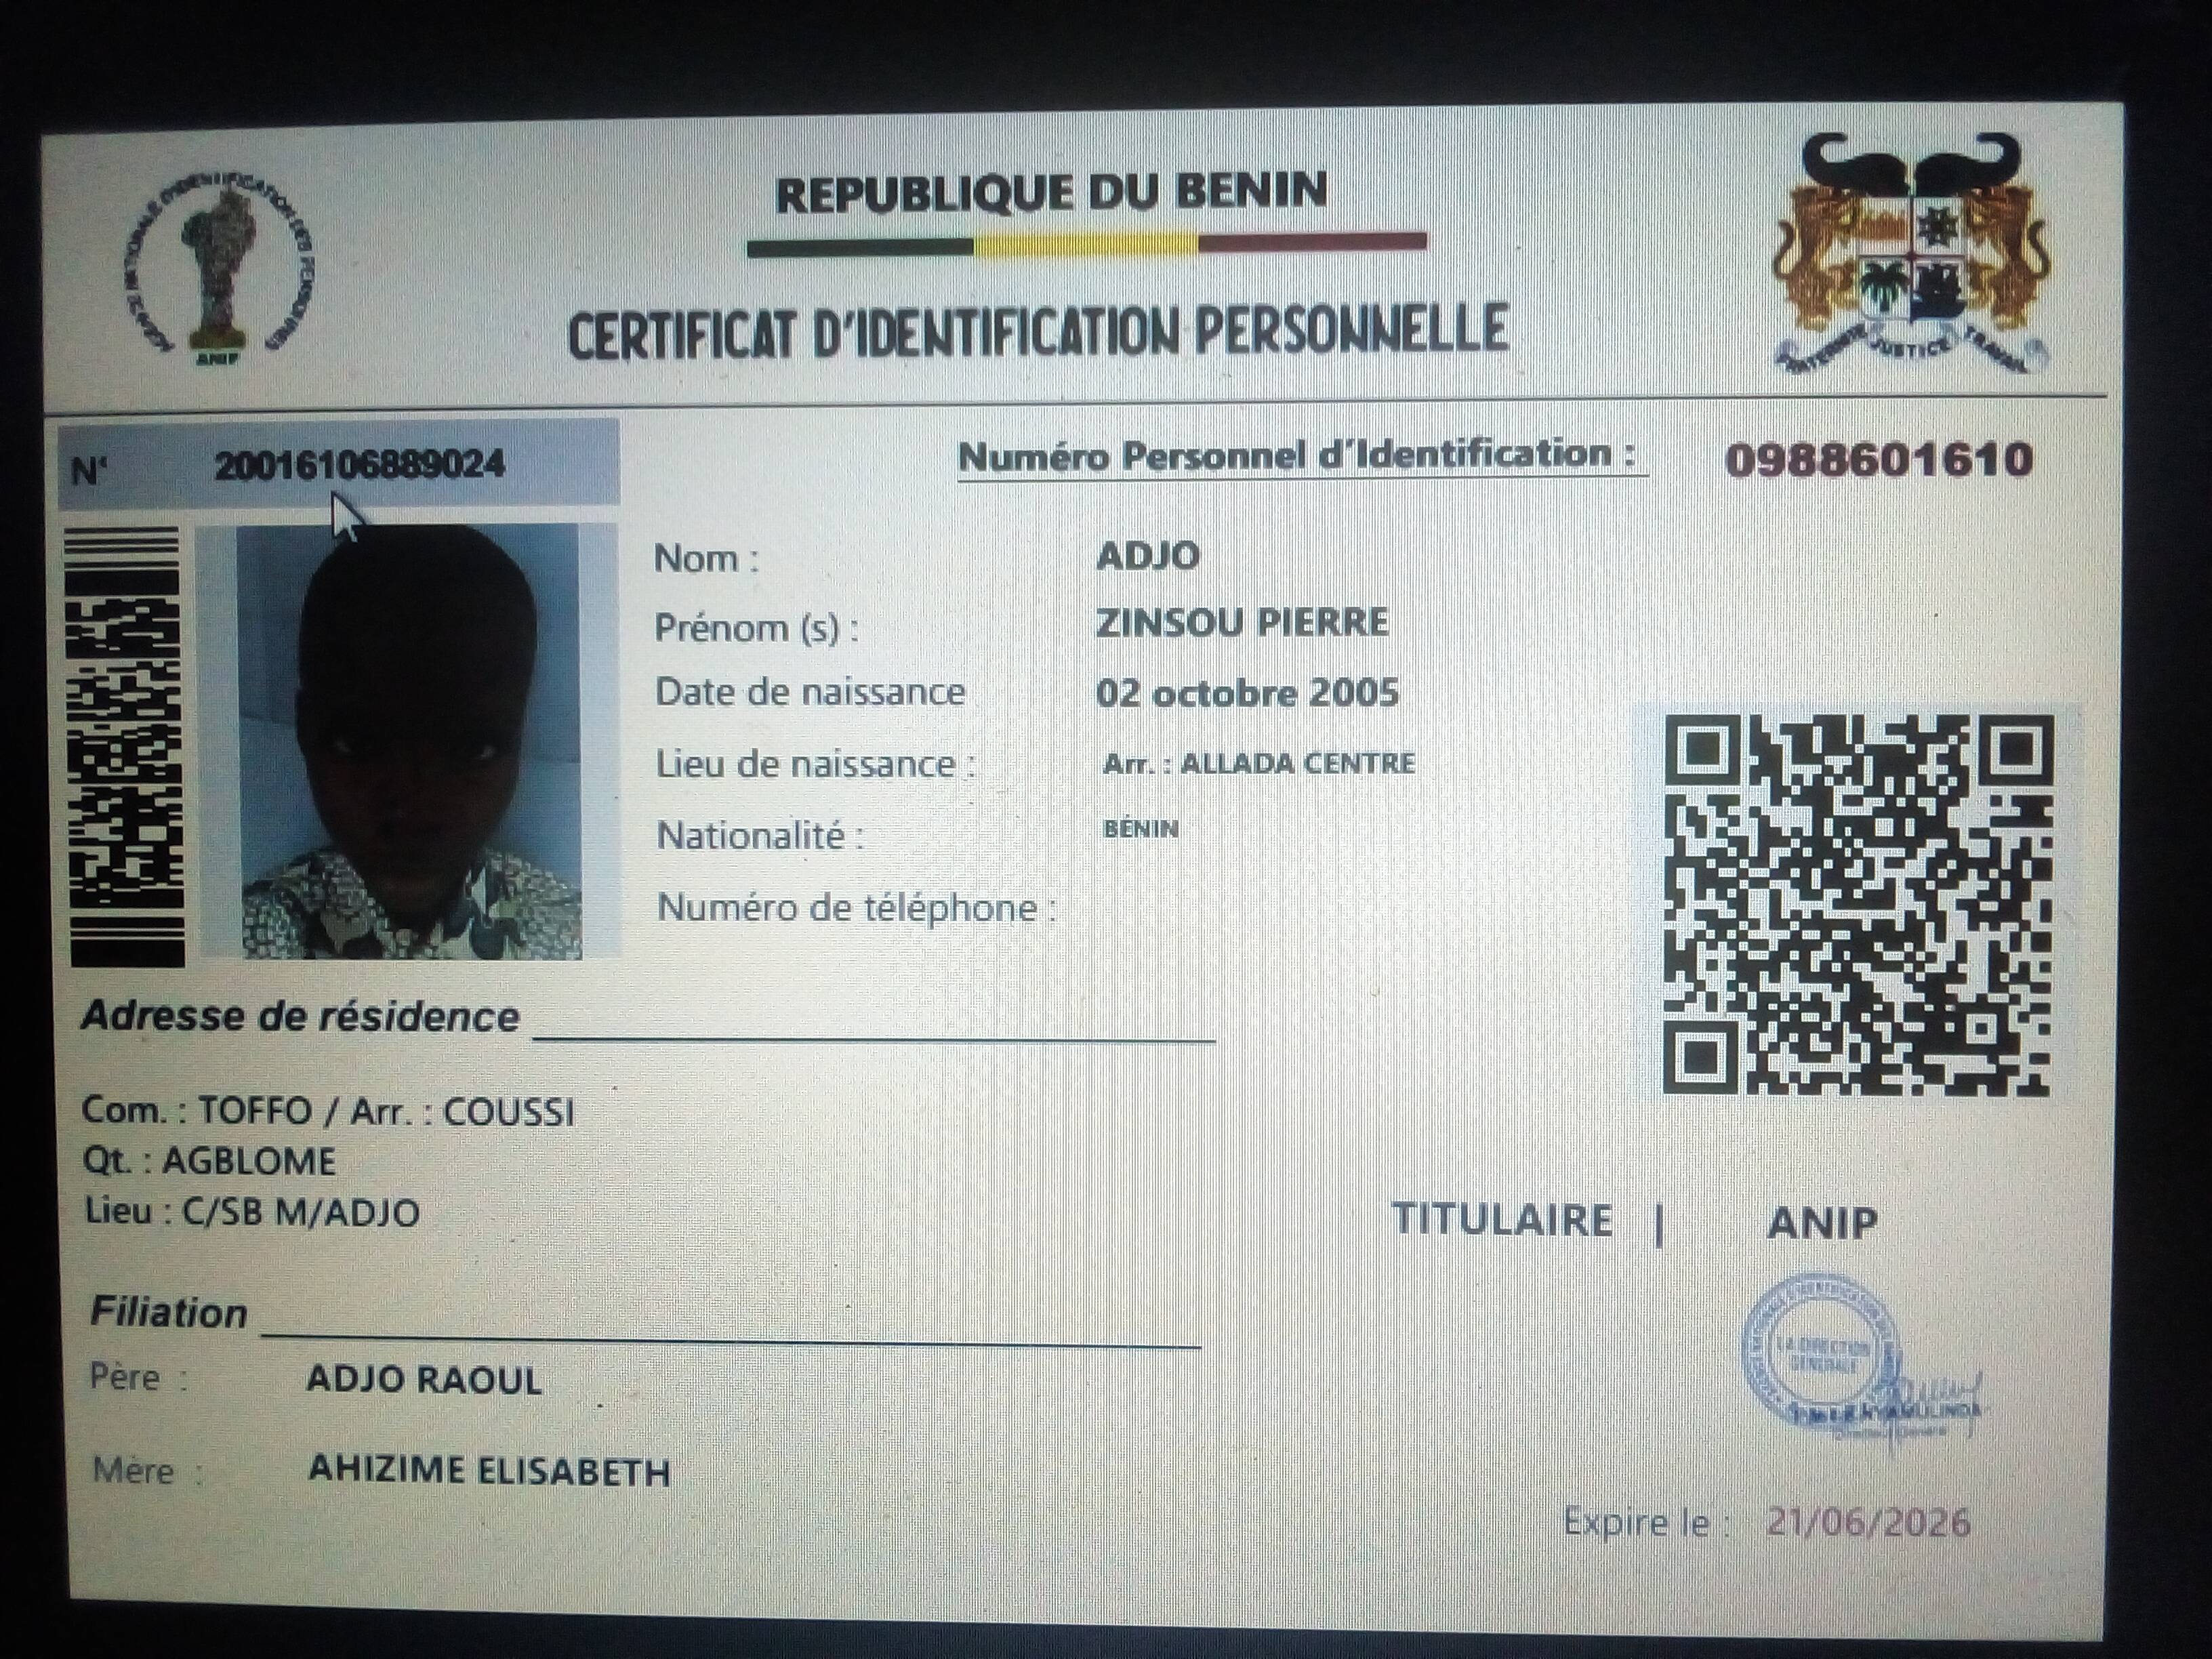 REPUBLIQUE DU BENIN
CERTIFICAT D'IDENTIFICATION PERSONNELLE
AGENCE NATIONALE D'IDENTIFICATION DES PERSONNES
ANIP
FRATERNITE JUSTICE TRAVAIL
N° 20016106889024
Numéro Personnel d'Identification : 0988601610
Nom : ADJO
Prénom (s) : ZINSOU PIERRE
Date de naissance 02 octobre 2005
Lieu de naissance : Arr. : ALLADA CENTRE
Nationalité : BÉNIN
Numéro de téléphone :
Adresse de résidence
Com. : TOFFO / Arr. : COUSSI
Qt. : AGBLOME
Lieu : C/SB M/ADJO
TITULAIRE | ANIP
LA DIRECTION
GENERALE
Filiation
Père : ADJO RAOUL
Mère : AHIZIME ELISABETH
Expire le : 21/06/2026